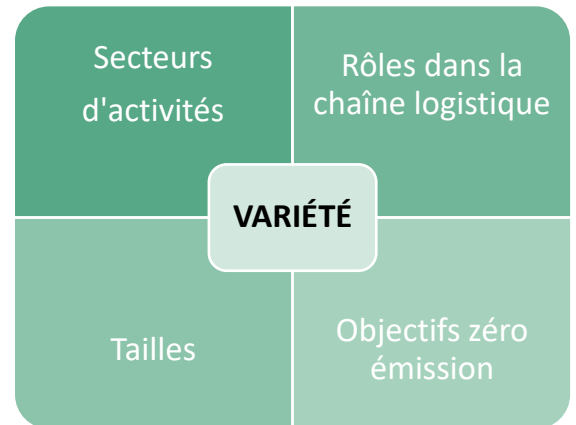 Secteurs
d'activités
Rôles dans la
chaîne logistique
VARIÉTÉ
Tailles
Objectifs zéro
émission